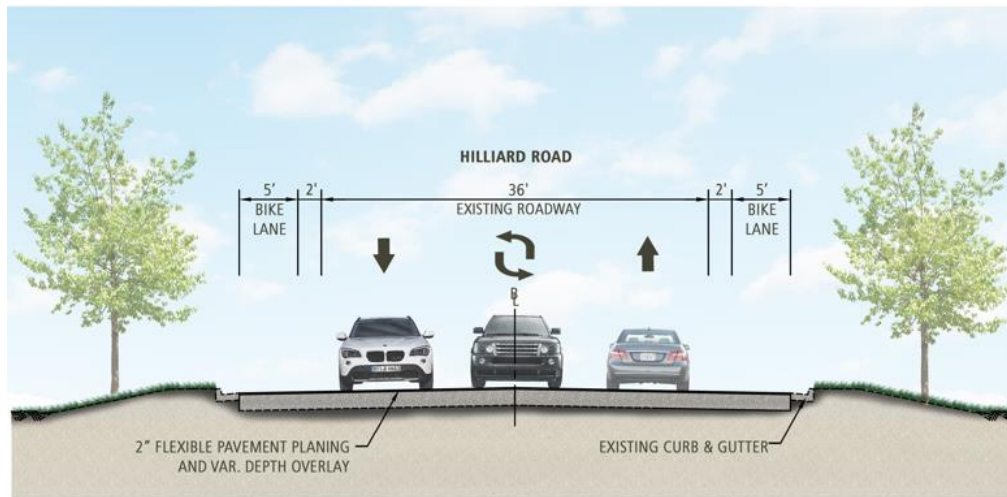 HILLIARD ROAD
5'
2'
36'
2'
5'
BIKE
LANE
EXISTING ROADWAY
BIKE
LANE
2" FLEXIBLE PAVEMENT PLANING
AND VAR. DEPTH OVERLAY
EXISTING CURB & GUTTER